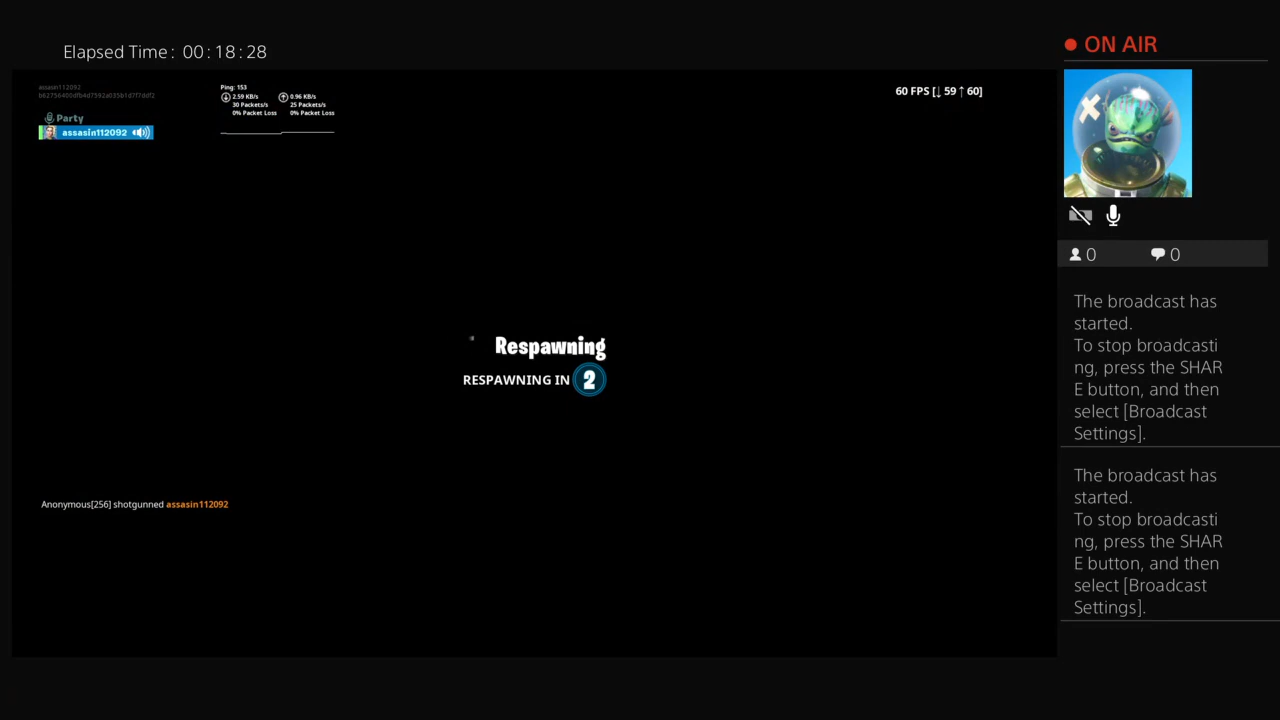 Elapsed Time: 00:18:28
ON AIR
assasin112092
Party
assasin112092
Ping: 153
2.59 KB/s
30 Packets/s
0% Packet Loss
0.96 KB/s
25 Packets/s
0% Packet Loss
60 FPS [↓ 59 ↑ 60]
Respawning
RESPAWNING IN 2
Anonymous[256] shotgunned assasin112092
0
0
The broadcast has
started.
To stop broadcasti
ng, press the SHAR
E button, and then
select [Broadcast
Settings].
The broadcast has
started.
To stop broadcasti
ng, press the SHAR
E button, and then
select [Broadcast
Settings].